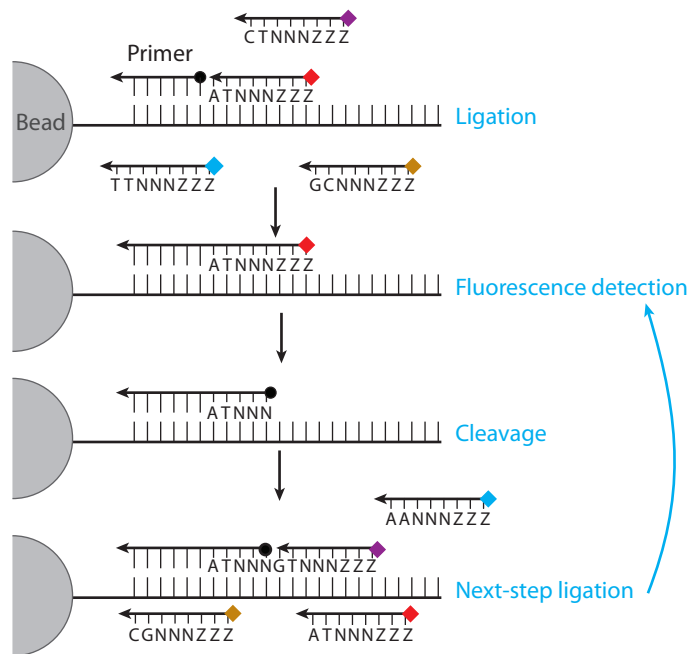 CTNNNZZZ
Primer
ATNNNZZZ
Bead
Ligation
TTNNNZZZ
GCNNNZZZ
ATNNNZZZ
Fluorescence detection
ATNNN
Cleavage
AANNNZZZ
ATNNNGTNNNZZZ
Next-step ligation
CGNNNZZZ
ATNNNZZZ